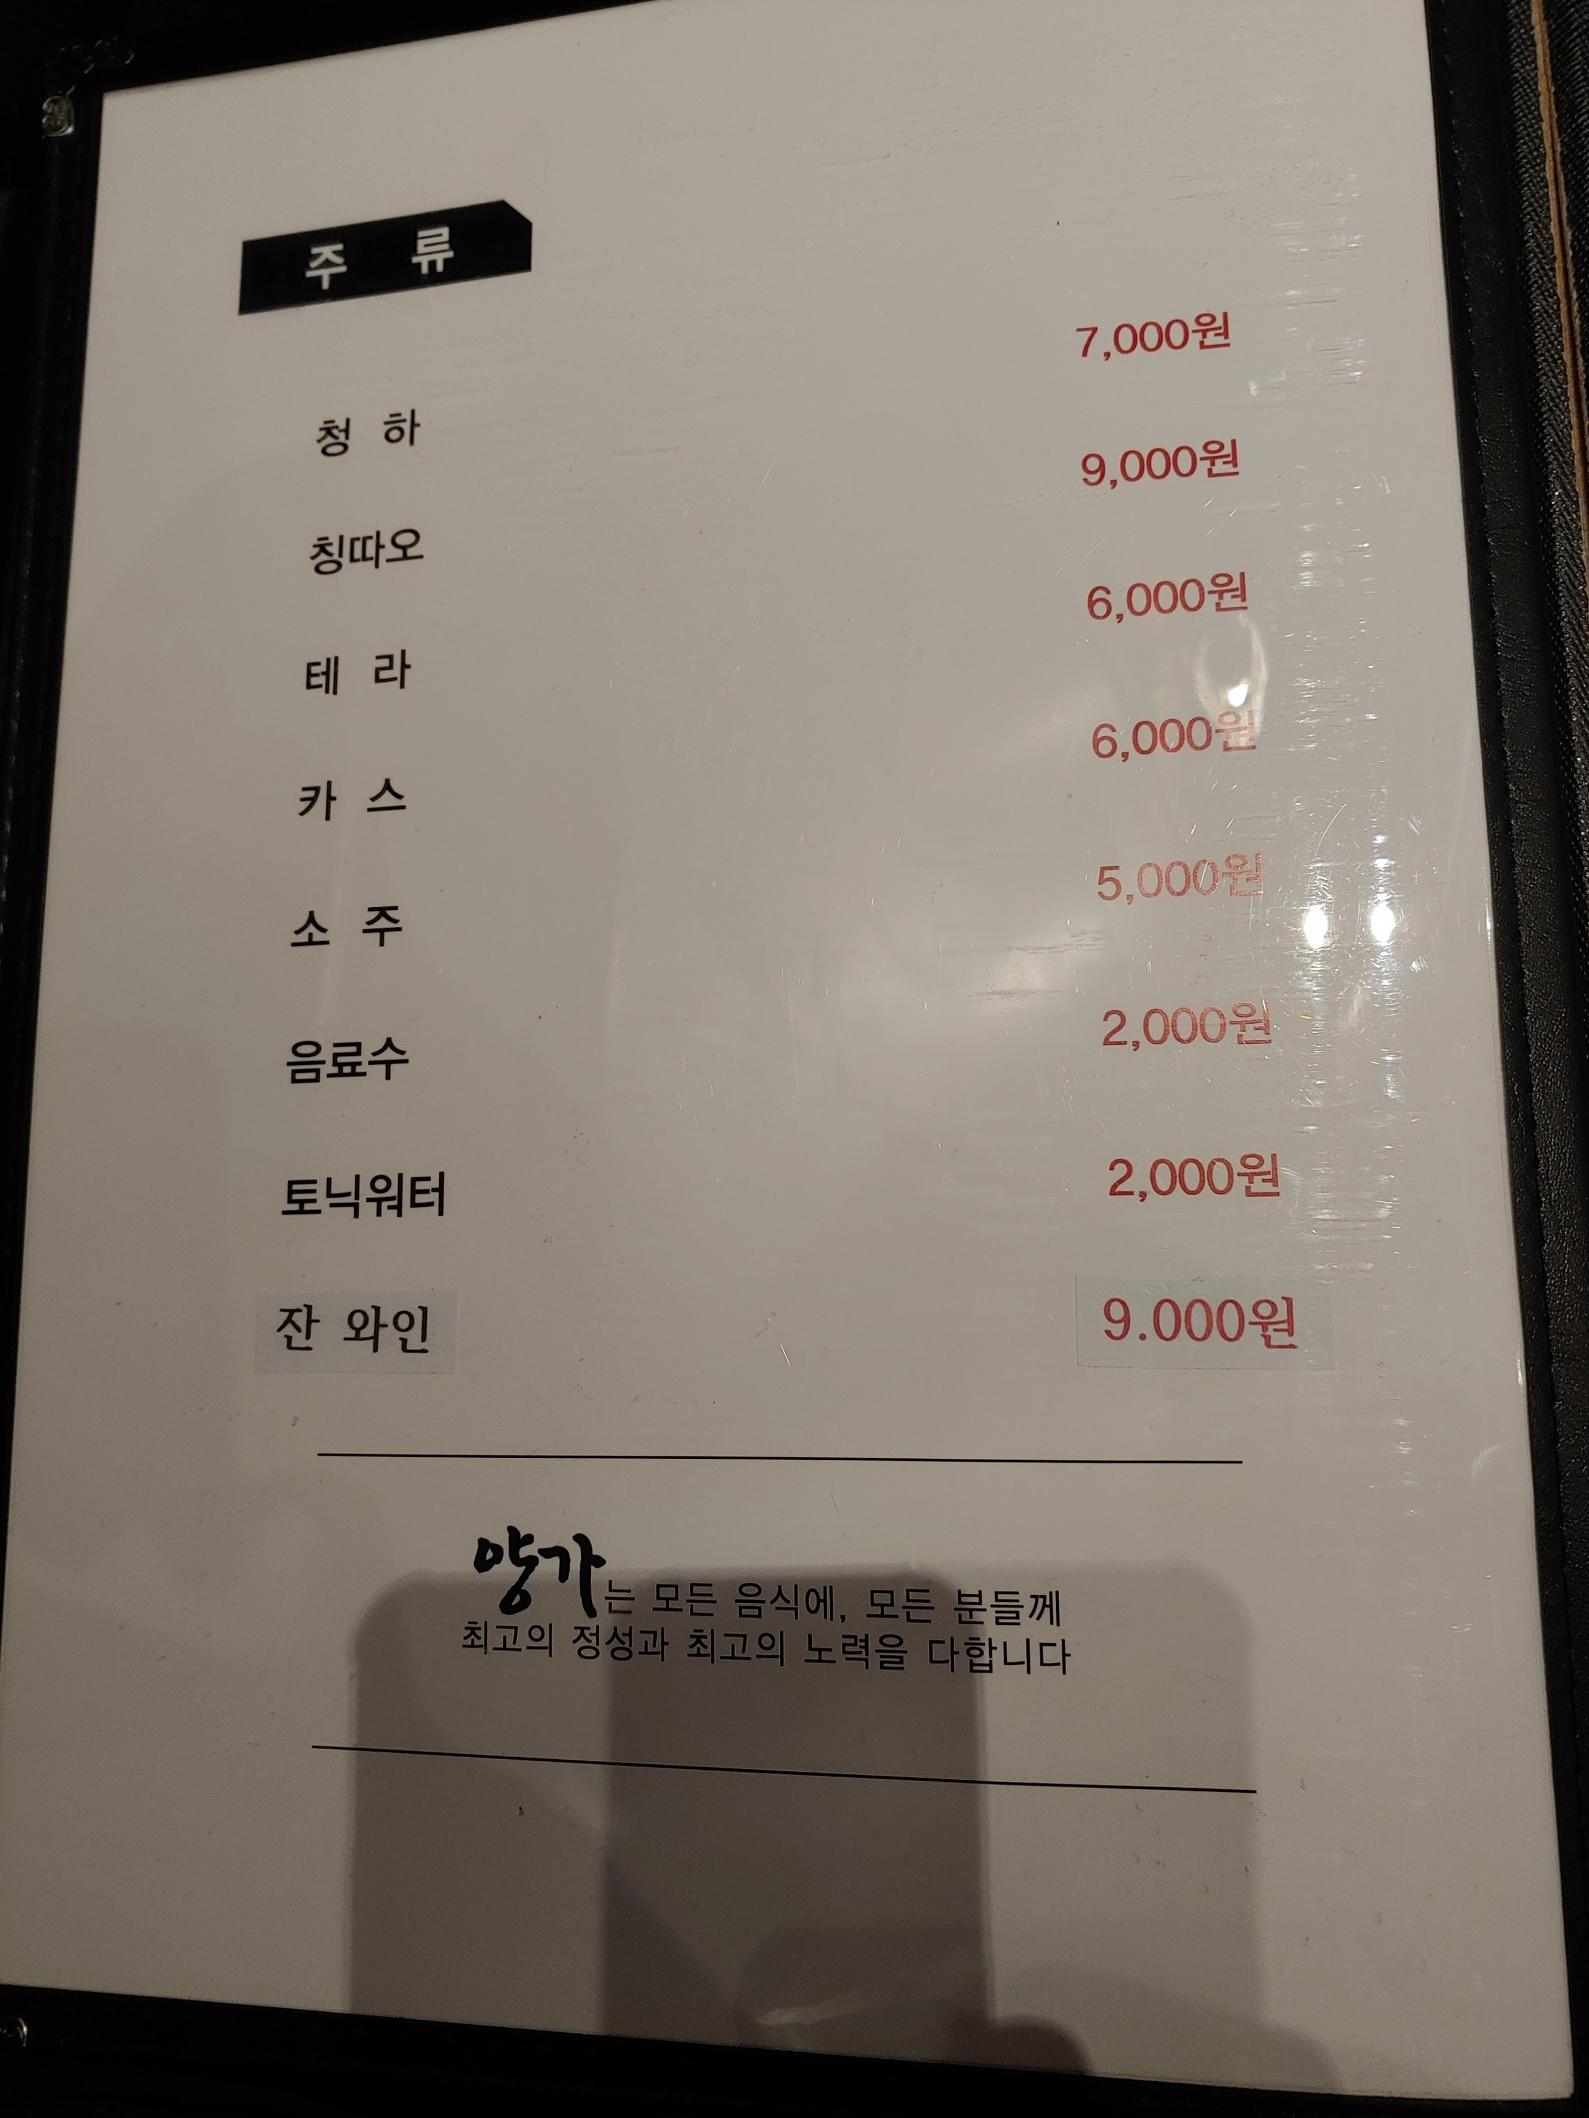 주 류
청 하 7,000원
칭따오 9,000원
테 라 6,000원
카 스 6,000원
소 주 5,000원
음료수 2,000원
토닉워터 2,000원
잔 와인 9.000원
양가는 모든 음식에, 모든 분들께
최고의 정성과 최고의 노력을 다합니다